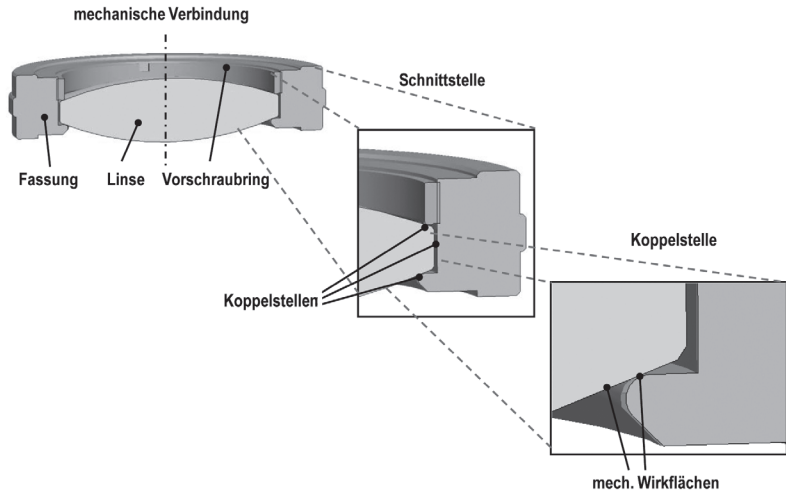 mechanische Verbindung
Schnittstelle
Fassung
Linse
Vorschraubring
Koppelstelle
Koppelstellen
mech. Wirkflächen